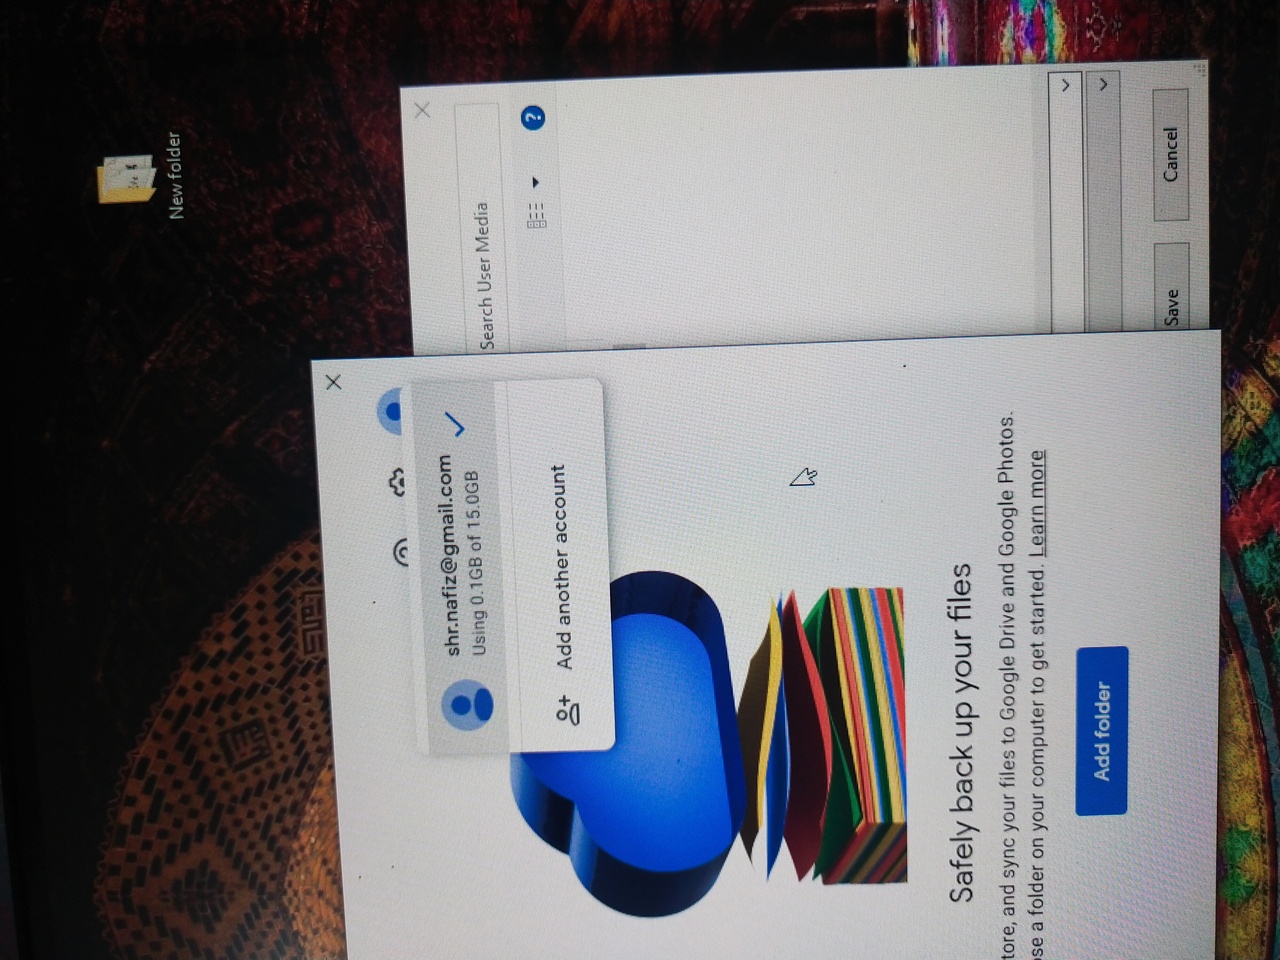 New folder
shr.nafiz@gmail.com
Using 0.1GB of 15.0GB
Add another account
Search User Media
?
Safely back up your files
tore, and sync your files to Google Drive and Google Photos.
se a folder on your computer to get started. Learn more
Add folder
Save
Cancel